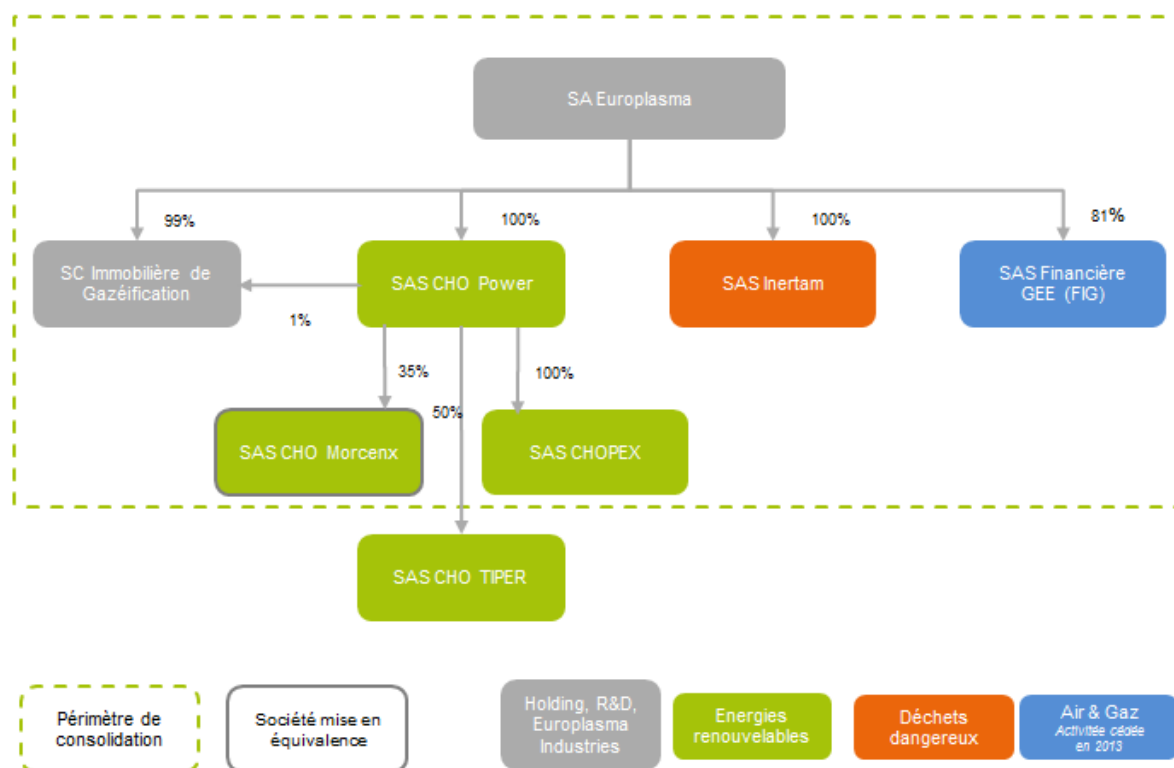 SA Europlasma
99%
100%
100%
81%
SC Immobilière de
Gazéification
SAS CHO Power
SAS Inertam
SAS Financière
GEE (FIG)
1%
35%
50%
100%
SAS CHO Morcenx
SAS CHOPEX
SAS CHO TIPER
Périmètre de
consolidation
Société mise en
équivalence
Holding, R&D,
Europlasma
Industries
Energies
renouvelables
Déchets
dangereux
Air & Gaz
Activitée cédée
en 2013